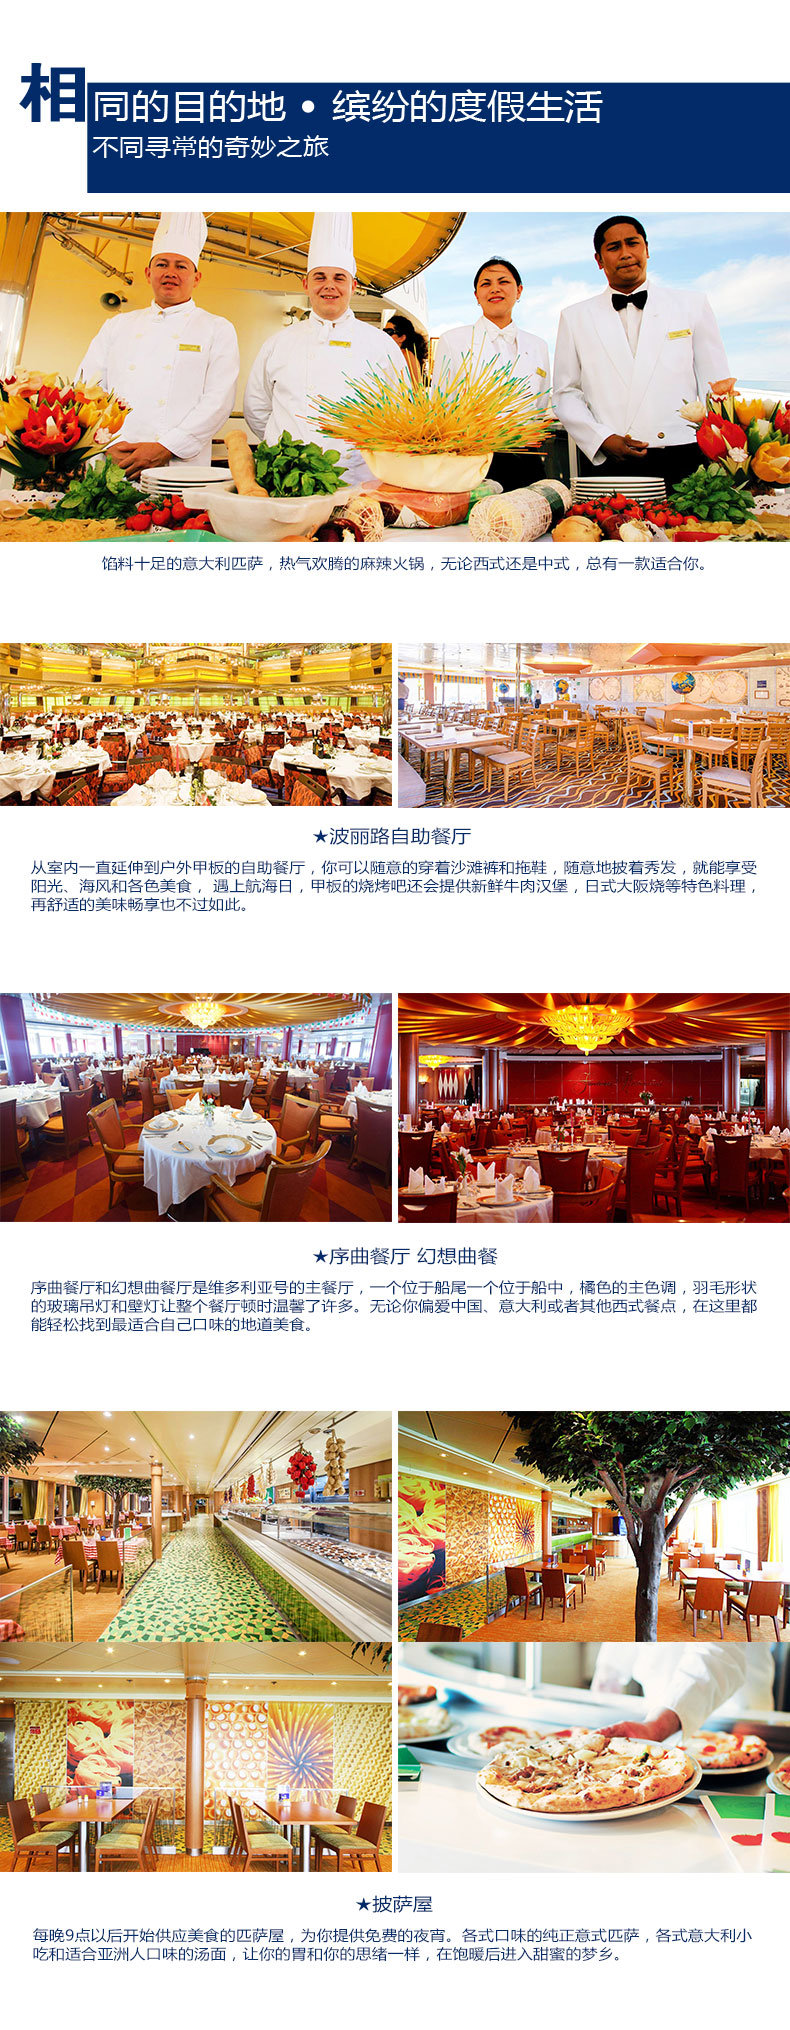 相同的目的地 • 缤纷的度假生活
不同寻常的奇妙之旅
馅料十足的意大利匹萨，热气欢腾的麻辣火锅，无论西式还是中式，总有一款适合你。
★波丽路自助餐厅
从室内一直延伸到户外甲板的自助餐厅，你可以随意的穿着沙滩裤和拖鞋，随意地披着秀发，就能享受
阳光、海风和各色美食， 遇上航海日，甲板的烧烤吧还会提供新鲜牛肉汉堡，日式大阪烧等特色料理，
再舒适的美味畅享也不过如此。
★序曲餐厅 幻想曲餐
序曲餐厅和幻想曲餐厅是维多利亚号的主餐厅，一个位于船尾一个位于船中，橘色的主色调，羽毛形状
的玻璃吊灯和壁灯让整个餐厅顿时温馨了许多。无论你偏爱中国、意大利或者其他西式餐点，在这里都
能轻松找到最适合自己口味的地道美食。
★披萨屋
每晚9点以后开始供应美食的匹萨屋，为你提供免费的夜宵。各式口味的纯正意式匹萨，各式意大利小
吃和适合亚洲人口味的汤面，让你的胃和你的思绪一样，在饱暖后进入甜蜜的梦乡。